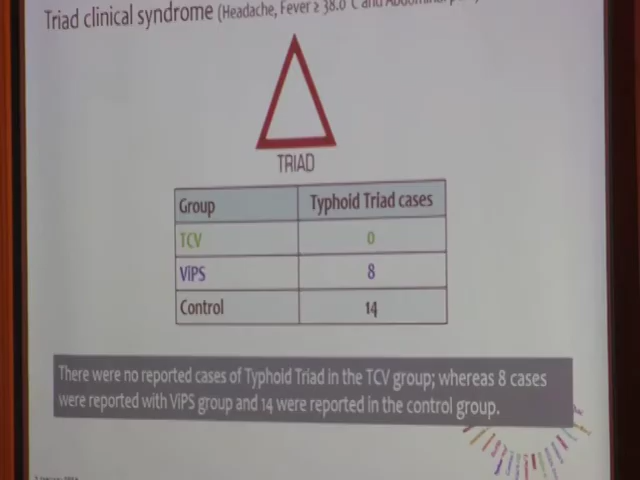 Triad clinical syndrome (Headache, Fever ≥ 38.0°C and Abdominal
TRIAD
Group Typhoid Triad cases
TCV 0
ViPS 8
Control 14
There were no reported cases of Typhoid Triad in the TCV group; whereas 8 cases
were reported with ViPS group and 14 were reported in the control group.